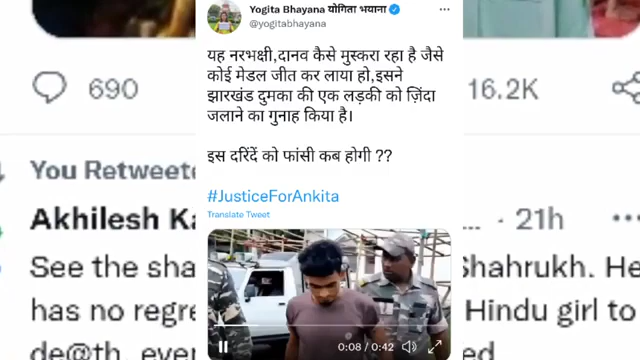 Yogita Bhayana योगिता भयाना
@yogitabhayana
यह नरभक्षी,दानव कैसे मुस्करा रहा है जैसे
कोई मेडल जीत कर लाया हो,इसने
झारखंड दुमका की एक लड़की को ज़िंदा
जलाने का गुनाह किया है।
इस दरिंदें को फांसी कब होगी ??
#JusticeForAnkita
Translate Tweet
0:08 / 0:42
690
16.2K
You Retweete
Akhilesh Ka
... · 21h
See the sha
Shahrukh. He
has no regre
Hindu girl to
de@th, ever
ed